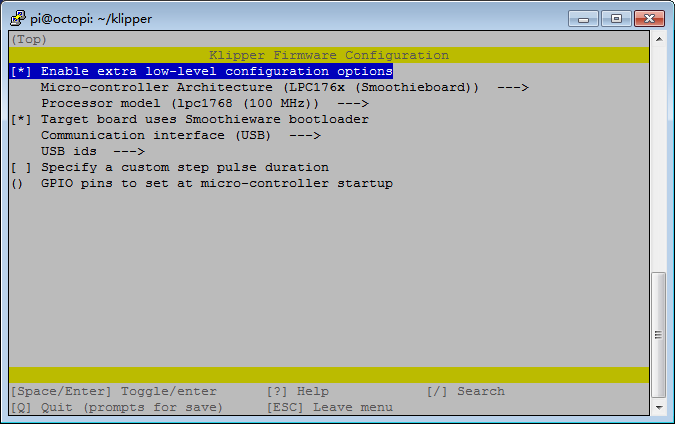 pi@octopi: ~/klipper
(Top)
Klipper Firmware Configuration
[*] Enable extra low-level configuration options
Micro-controller Architecture (LPC176x (Smoothieboard))  --->
Processor model (lpc1768 (100 MHz))  --->
[*] Target board uses Smoothieware bootloader
Communication interface (USB)  --->
USB ids  --->
[ ] Specify a custom step pulse duration
()  GPIO pins to set at micro-controller startup
[Space/Enter] Toggle/enter [?] Help [/] Search
[Q] Quit (prompts for save) [ESC] Leave menu